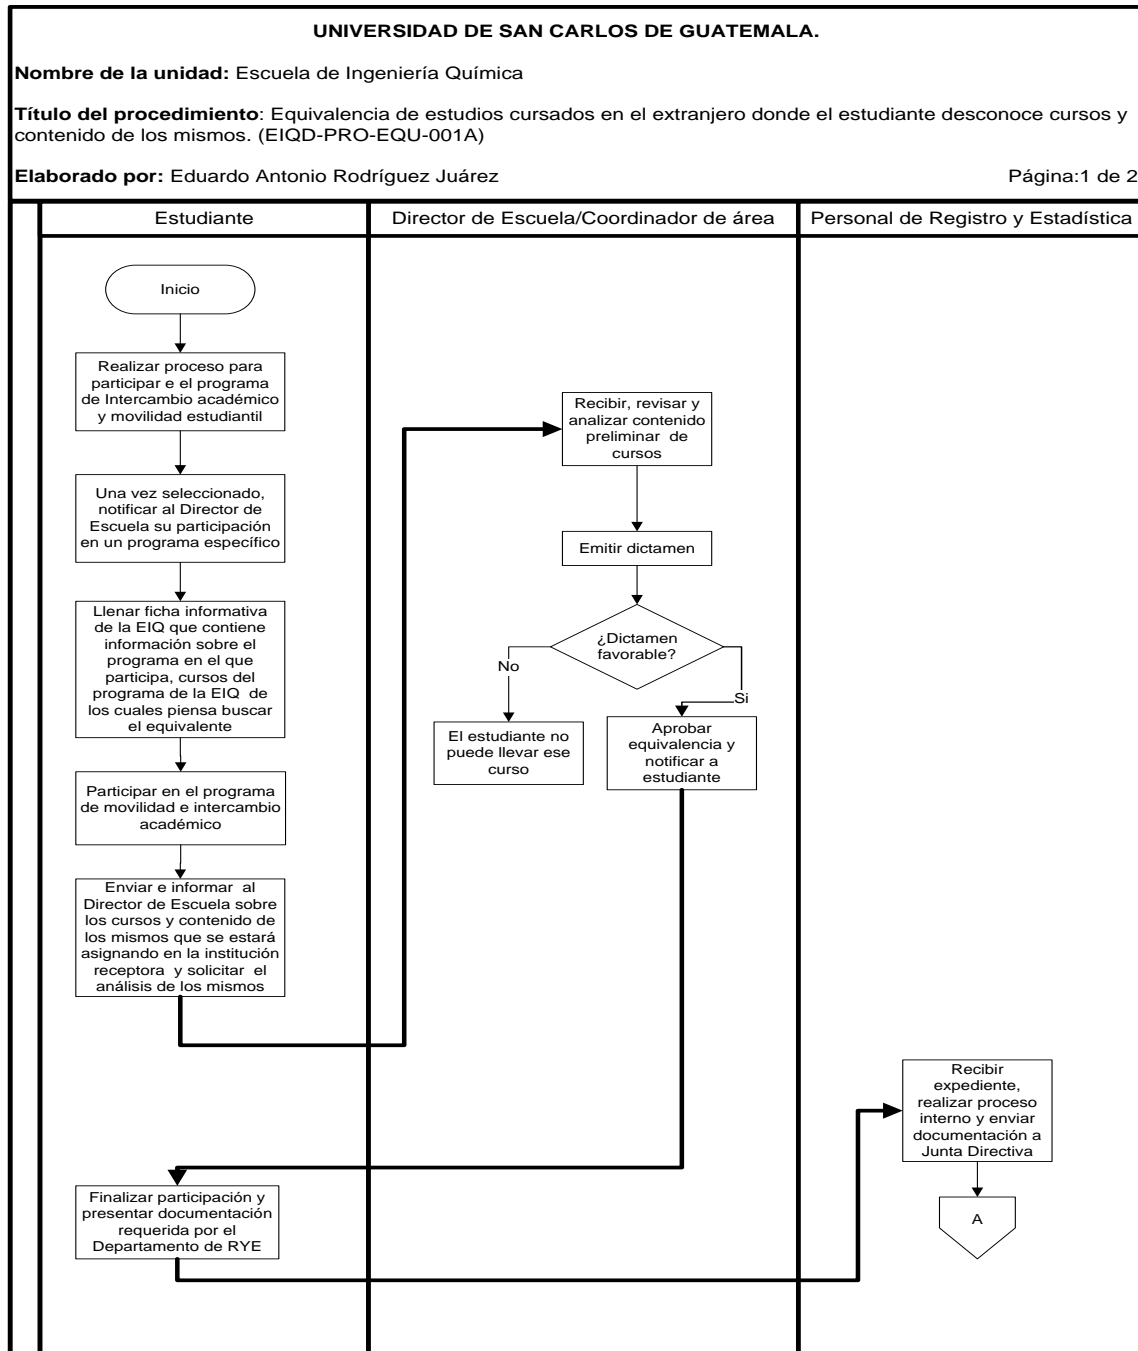 UNIVERSIDAD DE SAN CARLOS DE GUATEMALA.
Nombre de la unidad: Escuela de Ingeniería Química
Título del procedimiento: Equivalencia de estudios cursados en el extranjero donde el estudiante desconoce cursos y
contenido de los mismos. (EIQD-PRO-EQU-001A)
Elaborado por: Eduardo Antonio Rodríguez Juárez
Página:1 de 2
Estudiante
Director de Escuela/Coordinador de área
Personal de Registro y Estadística
Inicio
Realizar proceso para
participar e el programa
de Intercambio académico
y movilidad estudiantil
Una vez seleccionado,
notificar al Director de
Escuela su participación
en un programa específico
Llenar ficha informativa
de la EIQ que contiene
información sobre el
programa en el que
participa, cursos del
programa de la EIQ de
los cuales piensa buscar
el equivalente
Participar en el programa
de movilidad e intercambio
académico
Enviar e informar al
Director de Escuela sobre
los cursos y contenido de
los mismos que se estará
asignando en la institución
receptora y solicitar el
análisis de los mismos
Recibir, revisar y
analizar contenido
preliminar de
cursos
Emitir dictamen
¿Dictamen
favorable?
No
Si
El estudiante no
puede llevar ese
curso
Aprobar
equivalencia y
notificar a
estudiante
Finalizar participación y
presentar documentación
requerida por el
Departamento de RYE
Recibir
expediente,
realizar proceso
interno y enviar
documentación a
Junta Directiva
A